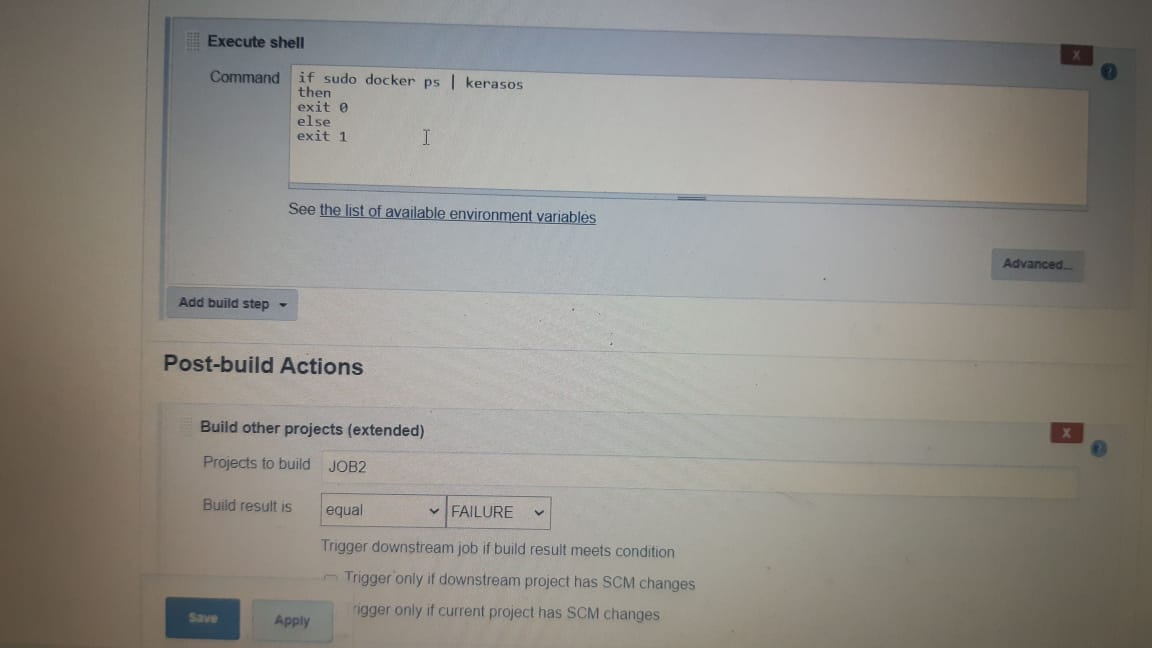 Execute shell
X
?
Command
if sudo docker ps | kerasos
then
exit 0
else
exit 1
See the list of available environment variables
Advanced...
Add build step
Post-build Actions
Build other projects (extended)
X
?
Projects to build
JOB2
Build result is
equal
FAILURE
Trigger downstream job if build result meets condition
Trigger only if downstream project has SCM changes
rigger only if current project has SCM changes
Save
Apply